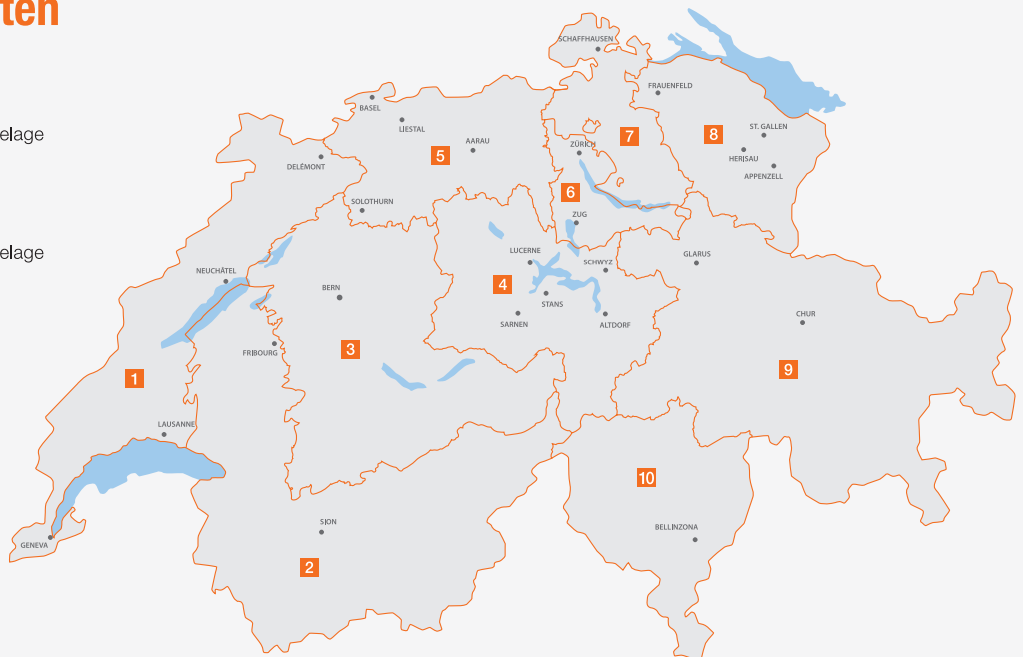 ten
SCHAFFHAUSEN
FRAUENFELD
BASEL
LIESTAL
elage
7
8
ST. GALLEN
AARAU
ZÜRICH
5
HERISAU
DELÉMONT
APPENZELL
6
SOLOTHURN
ZUG
elage
LUCERNE
GLARUS
SCHWYZ
NEUCHÂTEL
4
BERN
STANS
CHUR
SARNEN
ALTDORF
FRIBOURG
3
9
1
LAUSANNE
10
SION
BELLINZONA
GENEVA
2